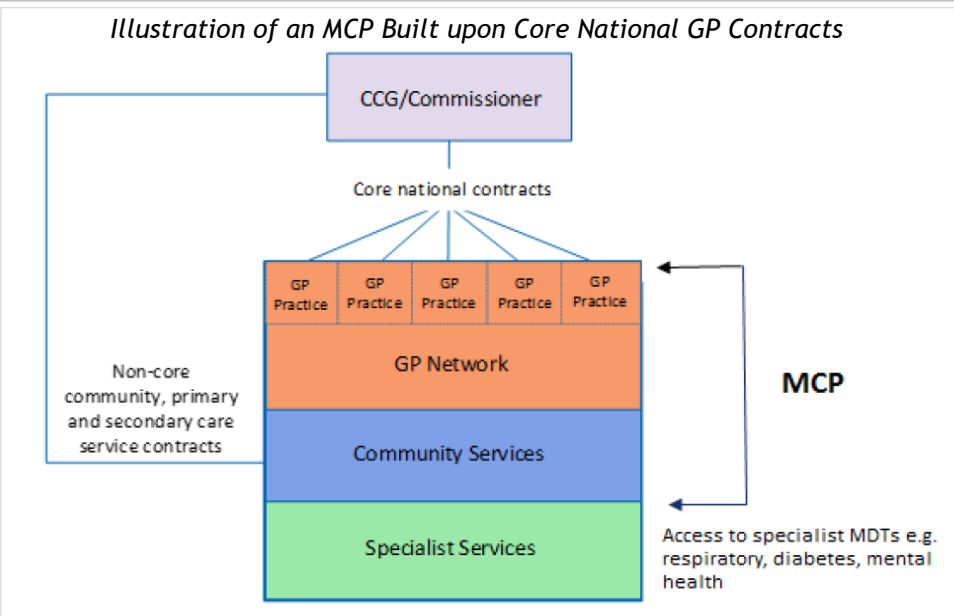 Illustration of an MCP Built upon Core National GP Contracts
CCG/Commissioner
Core national contracts
GP
Practice
GP
Practice
GP
Practice
GP
Practice
GP
Practice
GP Network
Non-core
community, primary
and secondary care
service contracts
MCP
Community Services
Specialist Services
Access to specialist MDTs e.g.
respiratory, diabetes, mental
health